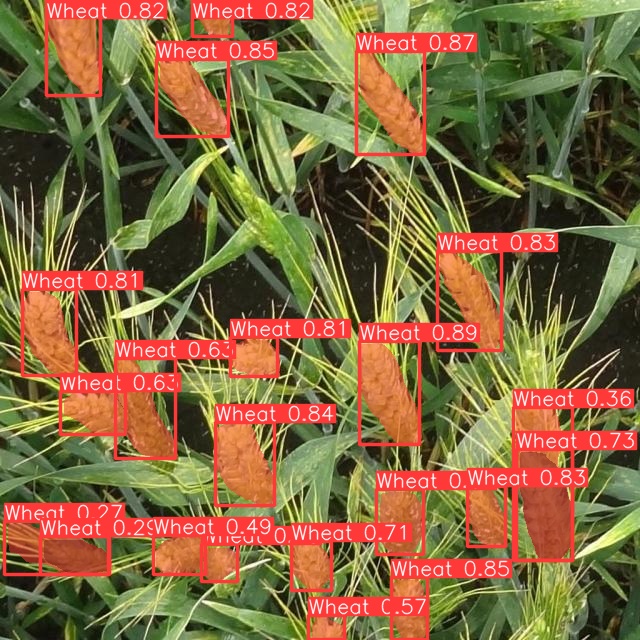 Wheat 0.82
Wheat 0.82
Wheat 0.85
Wheat 0.87
Wheat 0.83
Wheat 0.81
Wheat 0.81
Wheat 0.89
Wheat 0.63
Wheat 0.63
Wheat 0.36
Wheat 0.84
Wheat 0.73
Wheat 0.
Wheat 0.83
Wheat 0.27
Wheat 0.29
Wheat 0.49
Wheat 0.71
Wheat 0.85
Wheat 0.57